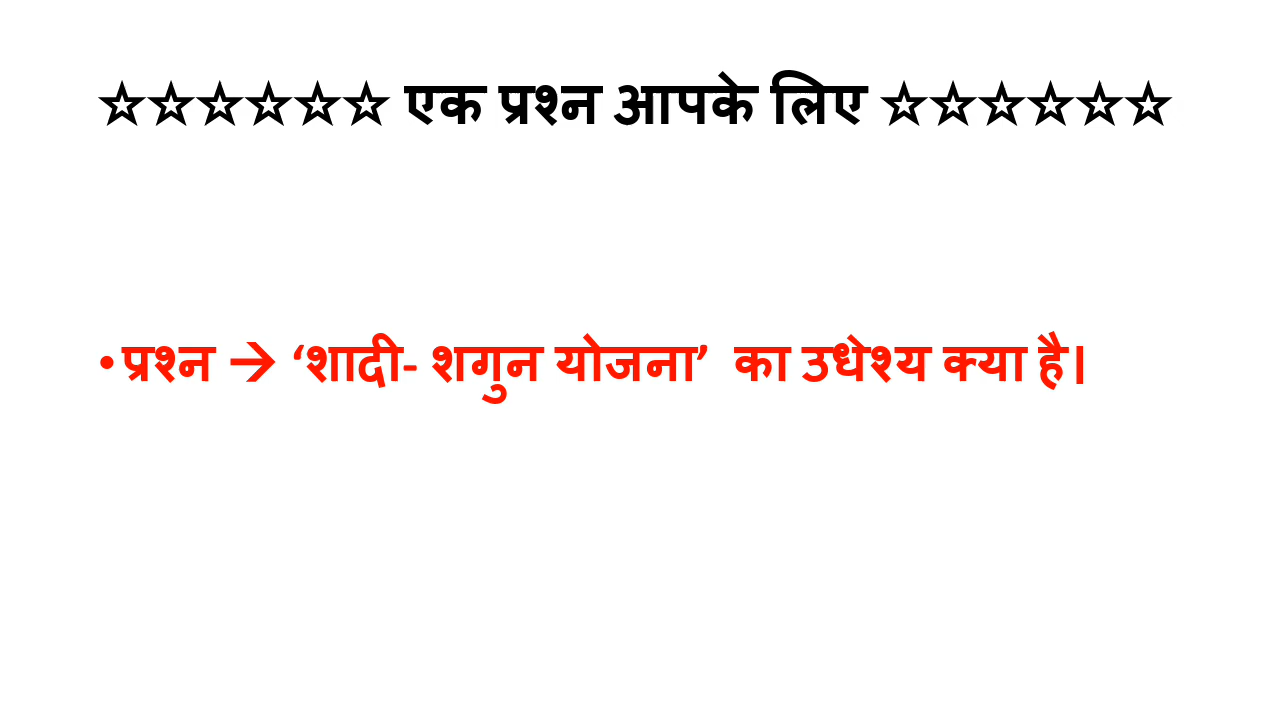 ☆☆☆☆☆☆ एक प्रश्न आपके लिए ☆☆☆☆☆☆
• प्रश्न → ‘शादी- शगुन योजना’ का उधेश्य क्या है।